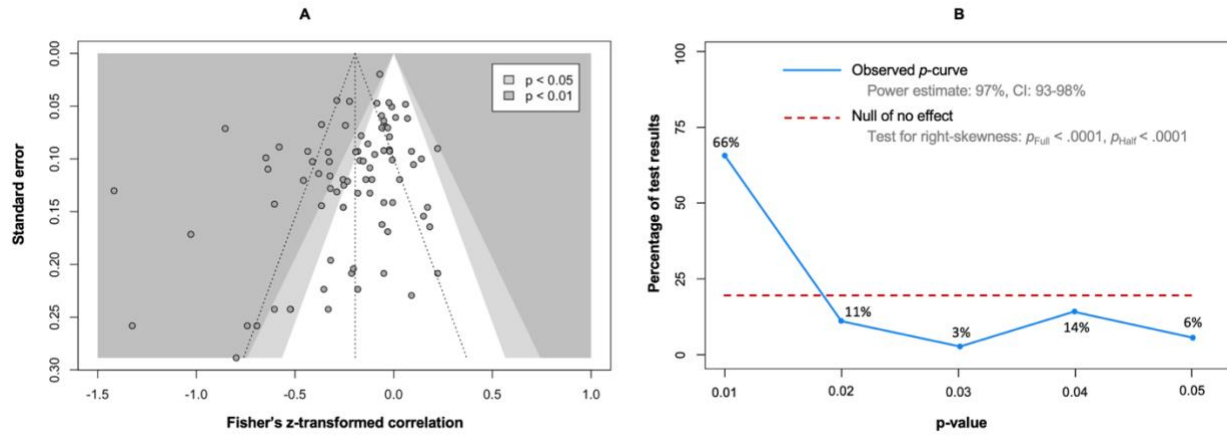 A
Standard error
0.00
0.05
0.10
0.15
0.20
0.25
0.30
p < 0.05
p < 0.01
-1.5
-1.0
-0.5
0.0
0.5
1.0
Fisher's z-transformed correlation
B
Percentage of test results
100
75
50
25
0
Observed p-curve
Power estimate: 97%, CI: 93-98%
Null of no effect
Test for right-skewness: pFull < .0001, pHalf < .0001
66%
11%
3%
14%
6%
0.01
0.02
0.03
0.04
0.05
p-value